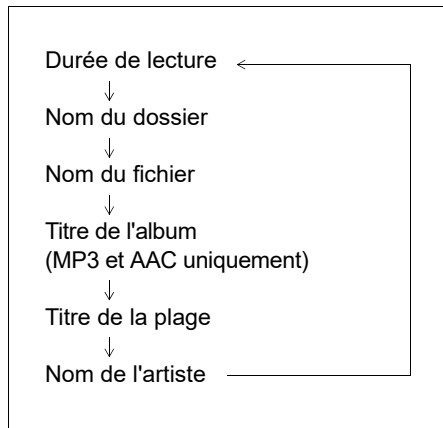 Durée de lecture
Nom du dossier
Nom du fichier
Titre de l'album
(MP3 et AAC uniquement)
Titre de la plage
Nom de l'artiste